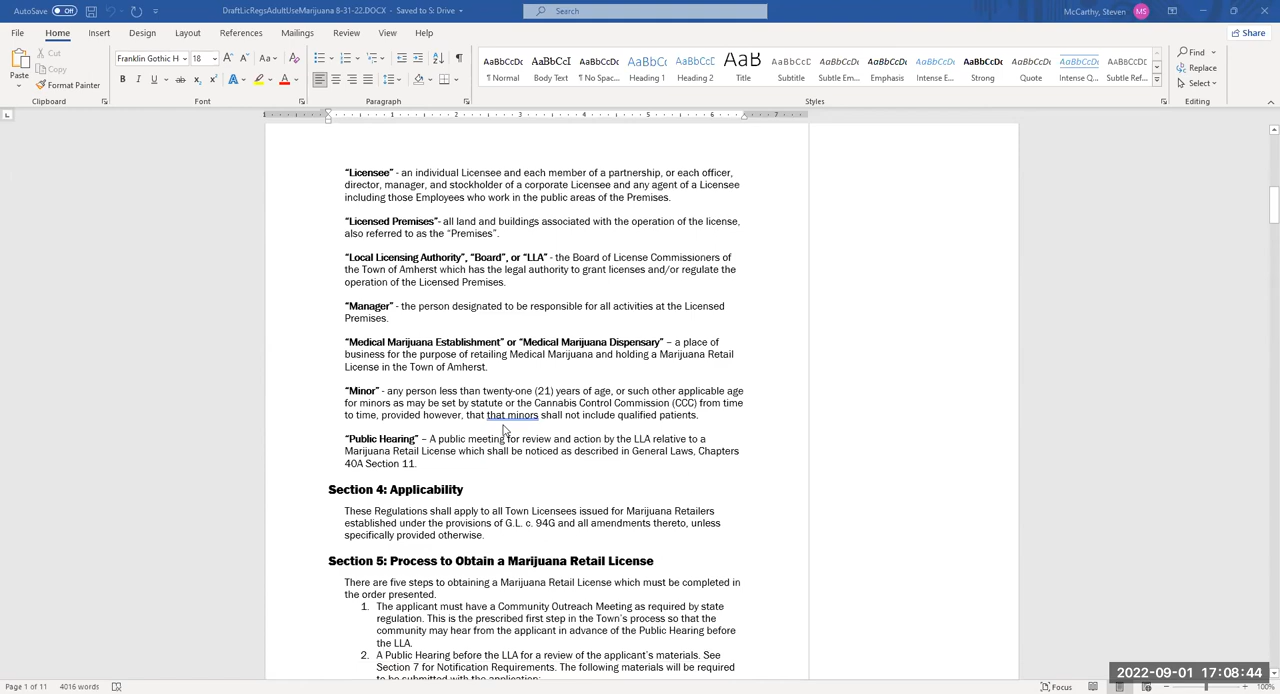 AutoSave Off DraftLicRegsAdultUseMarijuana 8-31-22.DOCX - Saved to S: Drive Search McCarthy, Steven MS
File Home Insert Design Layout References Mailings Review View Help Share
Paste Cut Copy Format Painter
Franklin Gothic H 18 A A Aa A
B I U ab x2 x2 A A
AaBbCcDc AaBbCcI AaBbCcDc AaBbCc AaBbCcI AaB AaBbCcDc AaBbCcDc AaBbCcDc AaBbCcDc AaBbCcDc AaBbCcDc AaBbCcDc AABBCCDC
¶ Normal Body Text ¶ No Spac... Heading 1 Heading 2 Title Subtitle Subtle Em... Emphasis Intense E... Strong Quote Intense Q... Subtle Ref...
Find
Replace
Select
Clipboard Font Paragraph Styles Editing
1 1 2 3 4 5 6 7
“Licensee” - an individual Licensee and each member of a partnership, or each officer,
director, manager, and stockholder of a corporate Licensee and any agent of a Licensee
including those Employees who work in the public areas of the Premises.
“Licensed Premises”- all land and buildings associated with the operation of the license,
also referred to as the “Premises”.
“Local Licensing Authority”, “Board”, or “LLA” - the Board of License Commissioners of
the Town of Amherst which has the legal authority to grant licenses and/or regulate the
operation of the Licensed Premises.
“Manager” - the person designated to be responsible for all activities at the Licensed
Premises.
“Medical Marijuana Establishment” or “Medical Marijuana Dispensary” – a place of
business for the purpose of retailing Medical Marijuana and holding a Marijuana Retail
License in the Town of Amherst.
“Minor” - any person less than twenty-one (21) years of age, or such other applicable age
for minors as may be set by statute or the Cannabis Control Commission (CCC) from time
to time, provided however, that that minors shall not include qualified patients.
“Public Hearing” – A public meeting for review and action by the LLA relative to a
Marijuana Retail License which shall be noticed as described in General Laws, Chapters
40A Section 11.
Section 4: Applicability
These Regulations shall apply to all Town Licensees issued for Marijuana Retailers
established under the provisions of G.L. c. 94G and all amendments thereto, unless
specifically provided otherwise.
Section 5: Process to Obtain a Marijuana Retail License
There are five steps to obtaining a Marijuana Retail License which must be completed in
the order presented.
1. The applicant must have a Community Outreach Meeting as required by state
regulation. This is the prescribed first step in the Town’s process so that the
community may hear from the applicant in advance of the Public Hearing before
the LLA.
2. A Public Hearing before the LLA for a review of the applicant’s materials. See
Section 7 for Notification Requirements. The following materials will be required
to be submitted with the application:
2022-09-01 17:08:44
Page 1 of 11 4016 words Focus 100%